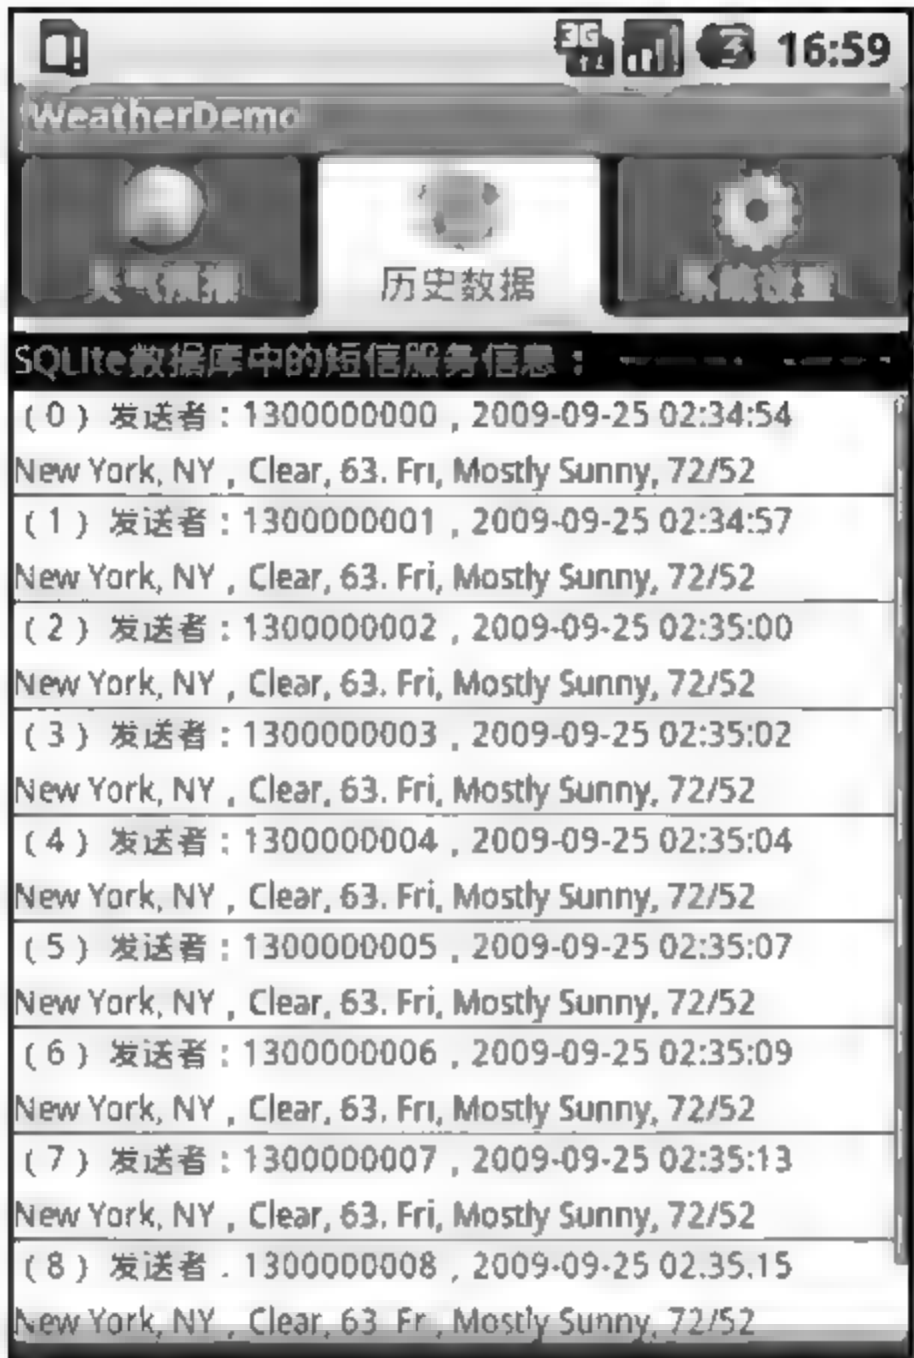 16:59
WeatherDemo
历史数据
SQLite数据库中的短信服务信息：
（0）发送者：1300000000，2009-09-25 02:34:54
New York, NY , Clear, 63. Fri, Mostly Sunny, 72/52
（1）发送者：1300000001，2009-09-25 02:34:57
New York, NY , Clear, 63. Fri, Mostly Sunny, 72/52
（2）发送者：1300000002，2009-09-25 02:35:00
New York, NY , Clear, 63. Fri, Mostly Sunny, 72/52
（3）发送者：1300000003，2009-09-25 02:35:02
New York, NY , Clear, 63. Fri, Mostly Sunny, 72/52
（4）发送者：1300000004，2009-09-25 02:35:04
New York, NY , Clear, 63. Fri, Mostly Sunny, 72/52
（5）发送者：1300000005，2009-09-25 02:35:07
New York, NY , Clear, 63. Fri, Mostly Sunny, 72/52
（6）发送者：1300000006，2009-09-25 02:35:09
New York, NY , Clear, 63. Fri, Mostly Sunny, 72/52
（7）发送者：1300000007，2009-09-25 02:35:13
New York, NY , Clear, 63. Fri, Mostly Sunny, 72/52
（8）发送者：1300000008，2009-09-25 02:35:15
New York, NY , Clear, 63. Fri, Mostly Sunny, 72/52